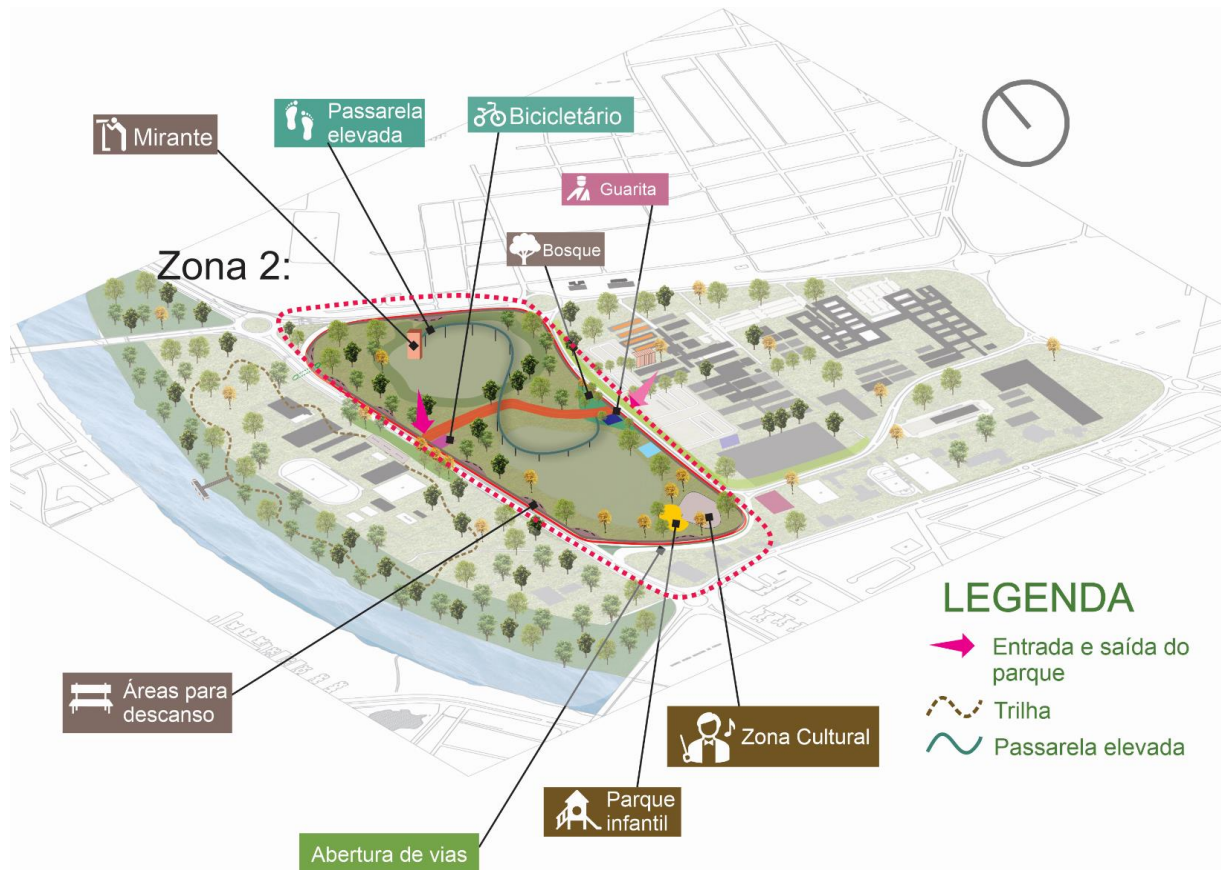 Passarela
elevada
Bicicletário
Mirante
Guarita
Bosque
Zona 2:
LEGENDA
Entrada e saída do
parque
Trilha
Passarela elevada
Áreas para
descanso
Zona Cultural
Parque
infantil
Abertura de vias